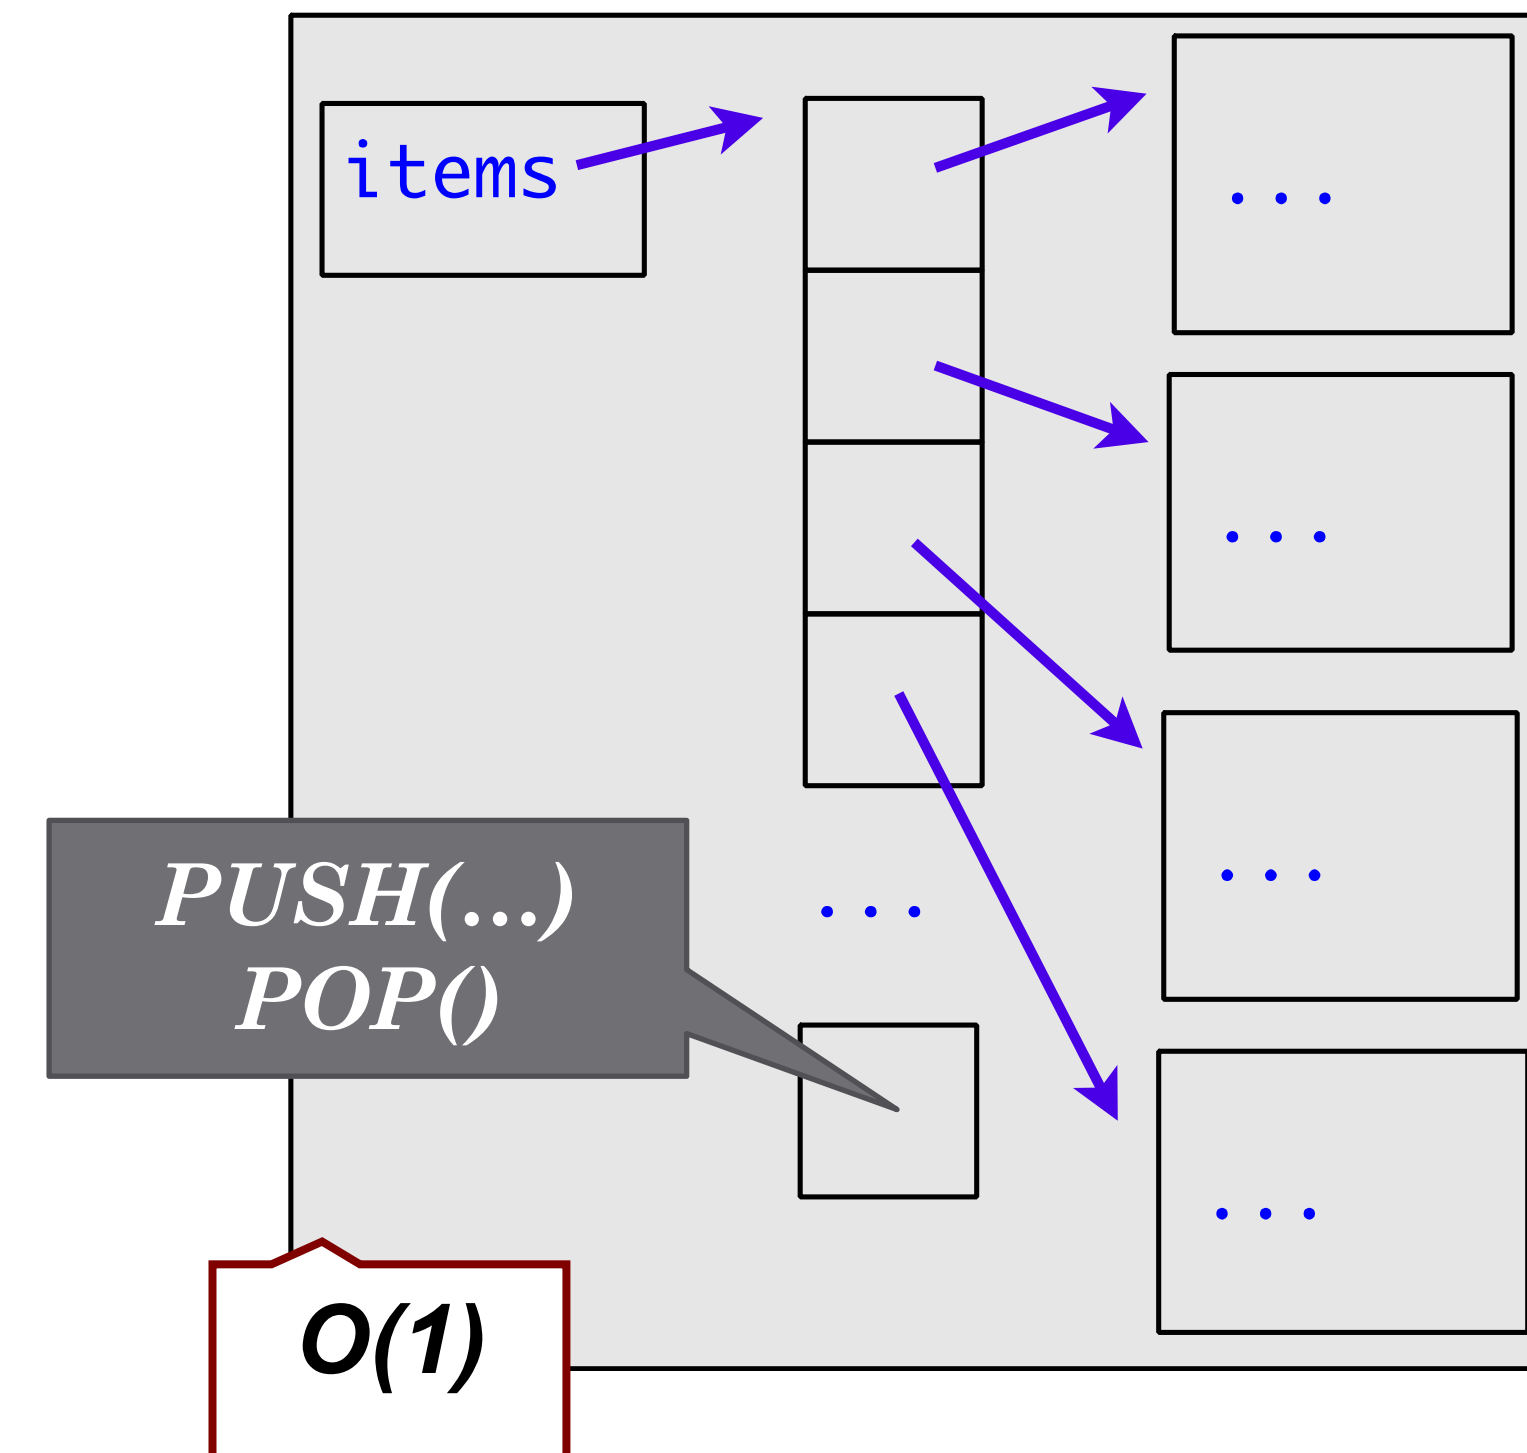 items
. . .
. . .
. . .
PUSH(...)
POP()
. . .
. . .
O(1)